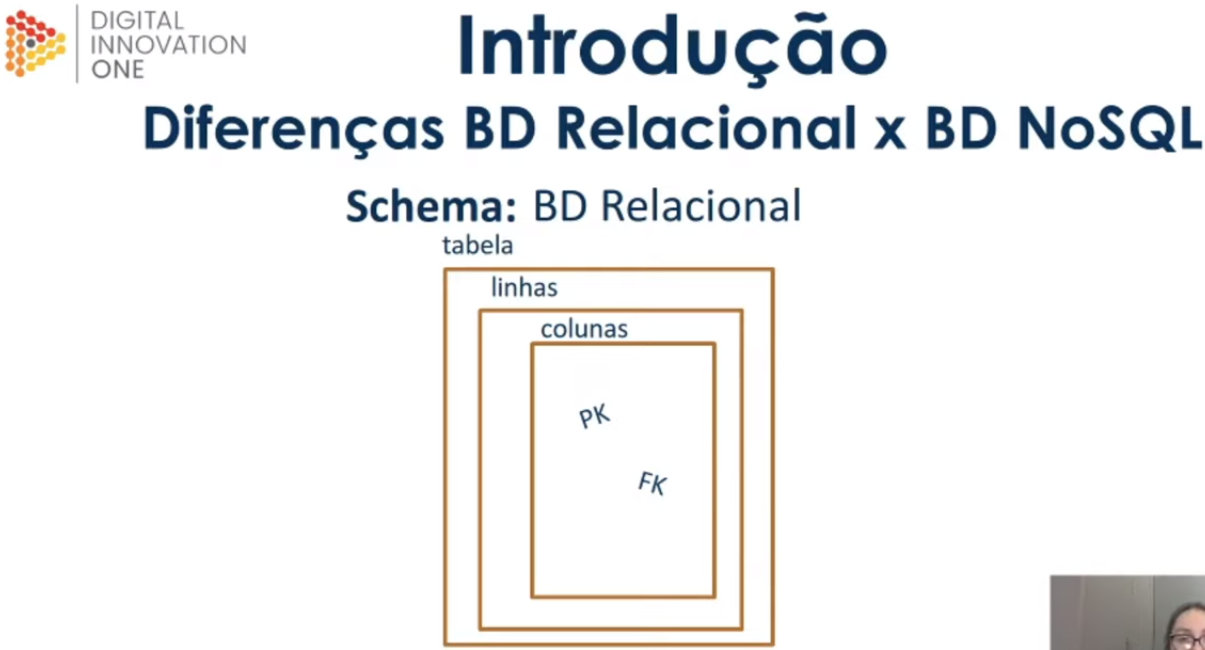 DIGITAL
INNOVATION
ONE
Introdução
Diferenças BD Relacional x BD NoSQL
Schema: BD Relacional
tabela
linhas
colunas
PK
FK